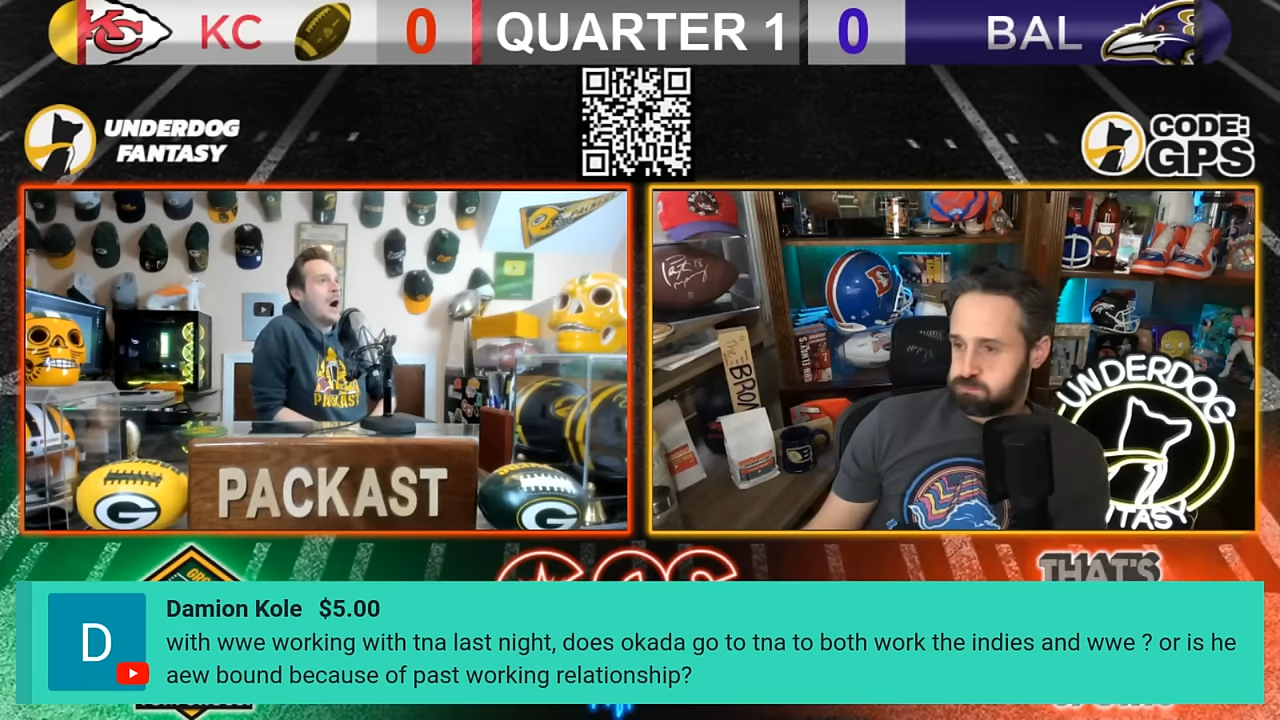 KC 0 QUARTER 1 0 BAL
UNDERDOG
FANTASY
CODE:
GPS
PACKAST
PACKAST
G
G
UNDERDOG
THAT'S
D
Damion Kole $5.00
with wwe working with tna last night, does okada go to tna to both work the indies and wwe ? or is he
aew bound because of past working relationship?